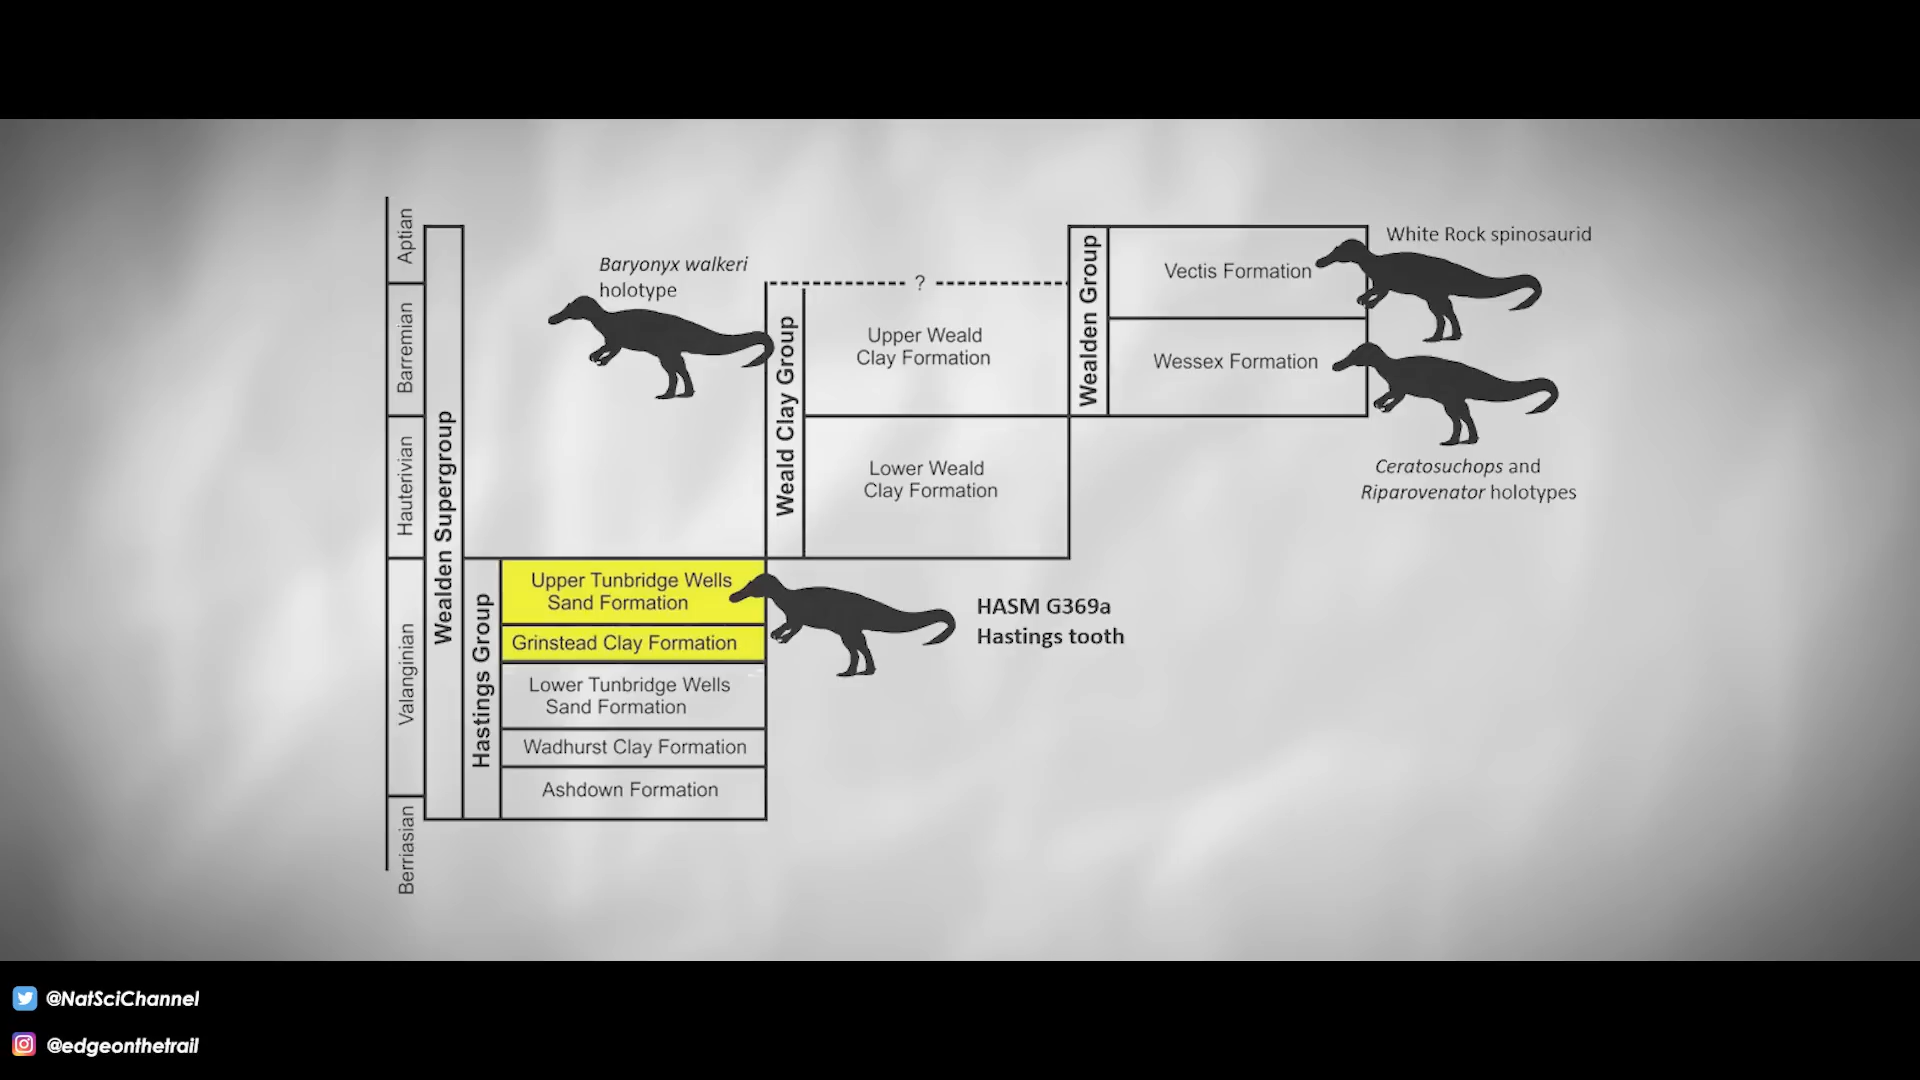 Aptian
Barremian
Hauterivian
Valanginian
Berriasian
Wealden Supergroup
Baryonyx walkeri
holotype
Hastings Group
Upper Tunbridge Wells
Sand Formation
Grinstead Clay Formation
Lower Tunbridge Wells
Sand Formation
Wadhurst Clay Formation
Ashdown Formation
HASM G369a
Hastings tooth
?
Weald Clay Group
Upper Weald
Clay Formation
Lower Weald
Clay Formation
Wealden Group
Vectis Formation
Wessex Formation
White Rock spinosaurid
Ceratosuchops and
Riparovenator holotypes
@NatSciChannel
@edgeonthetrail